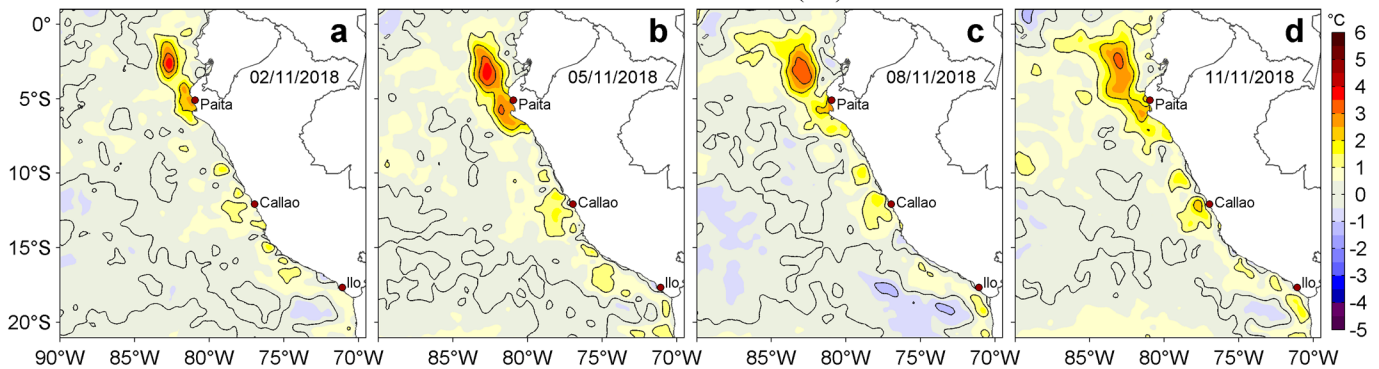 a
b
c
d
°C
02/11/2018
05/11/2018
08/11/2018
11/11/2018
Paita
Paita
Paita
Paita
Callao
Callao
Callao
Callao
Ilo
Ilo
Ilo
Ilo
0°
5°S
10°S
15°S
20°S
90°W 85°W 80°W 75°W 70°W
85°W 80°W 75°W 70°W
85°W 80°W 75°W 70°W
85°W 80°W 75°W 70°W
6
5
4
3
2
1
0
-1
-2
-3
-4
-5